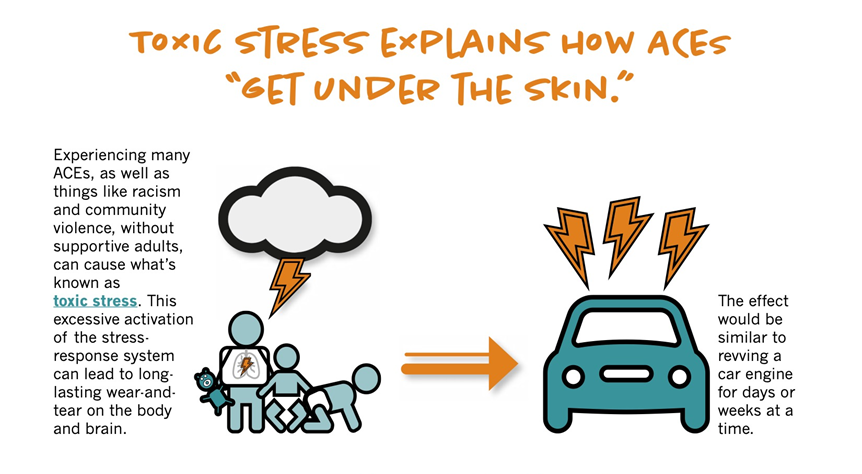 TOXIC STRESS EXPLAINS HOW ACEs
“GET UNDER THE SKIN.”
Experiencing many
ACEs, as well as
things like racism
and community
violence, without
supportive adults,
can cause what’s
known as
toxic stress. This
excessive activation
of the stress-
response system
can lead to long-
lasting wear-and-
tear on the body
and brain.
The effect
would be
similar to
revving a
car engine
for days or
weeks at a
time.